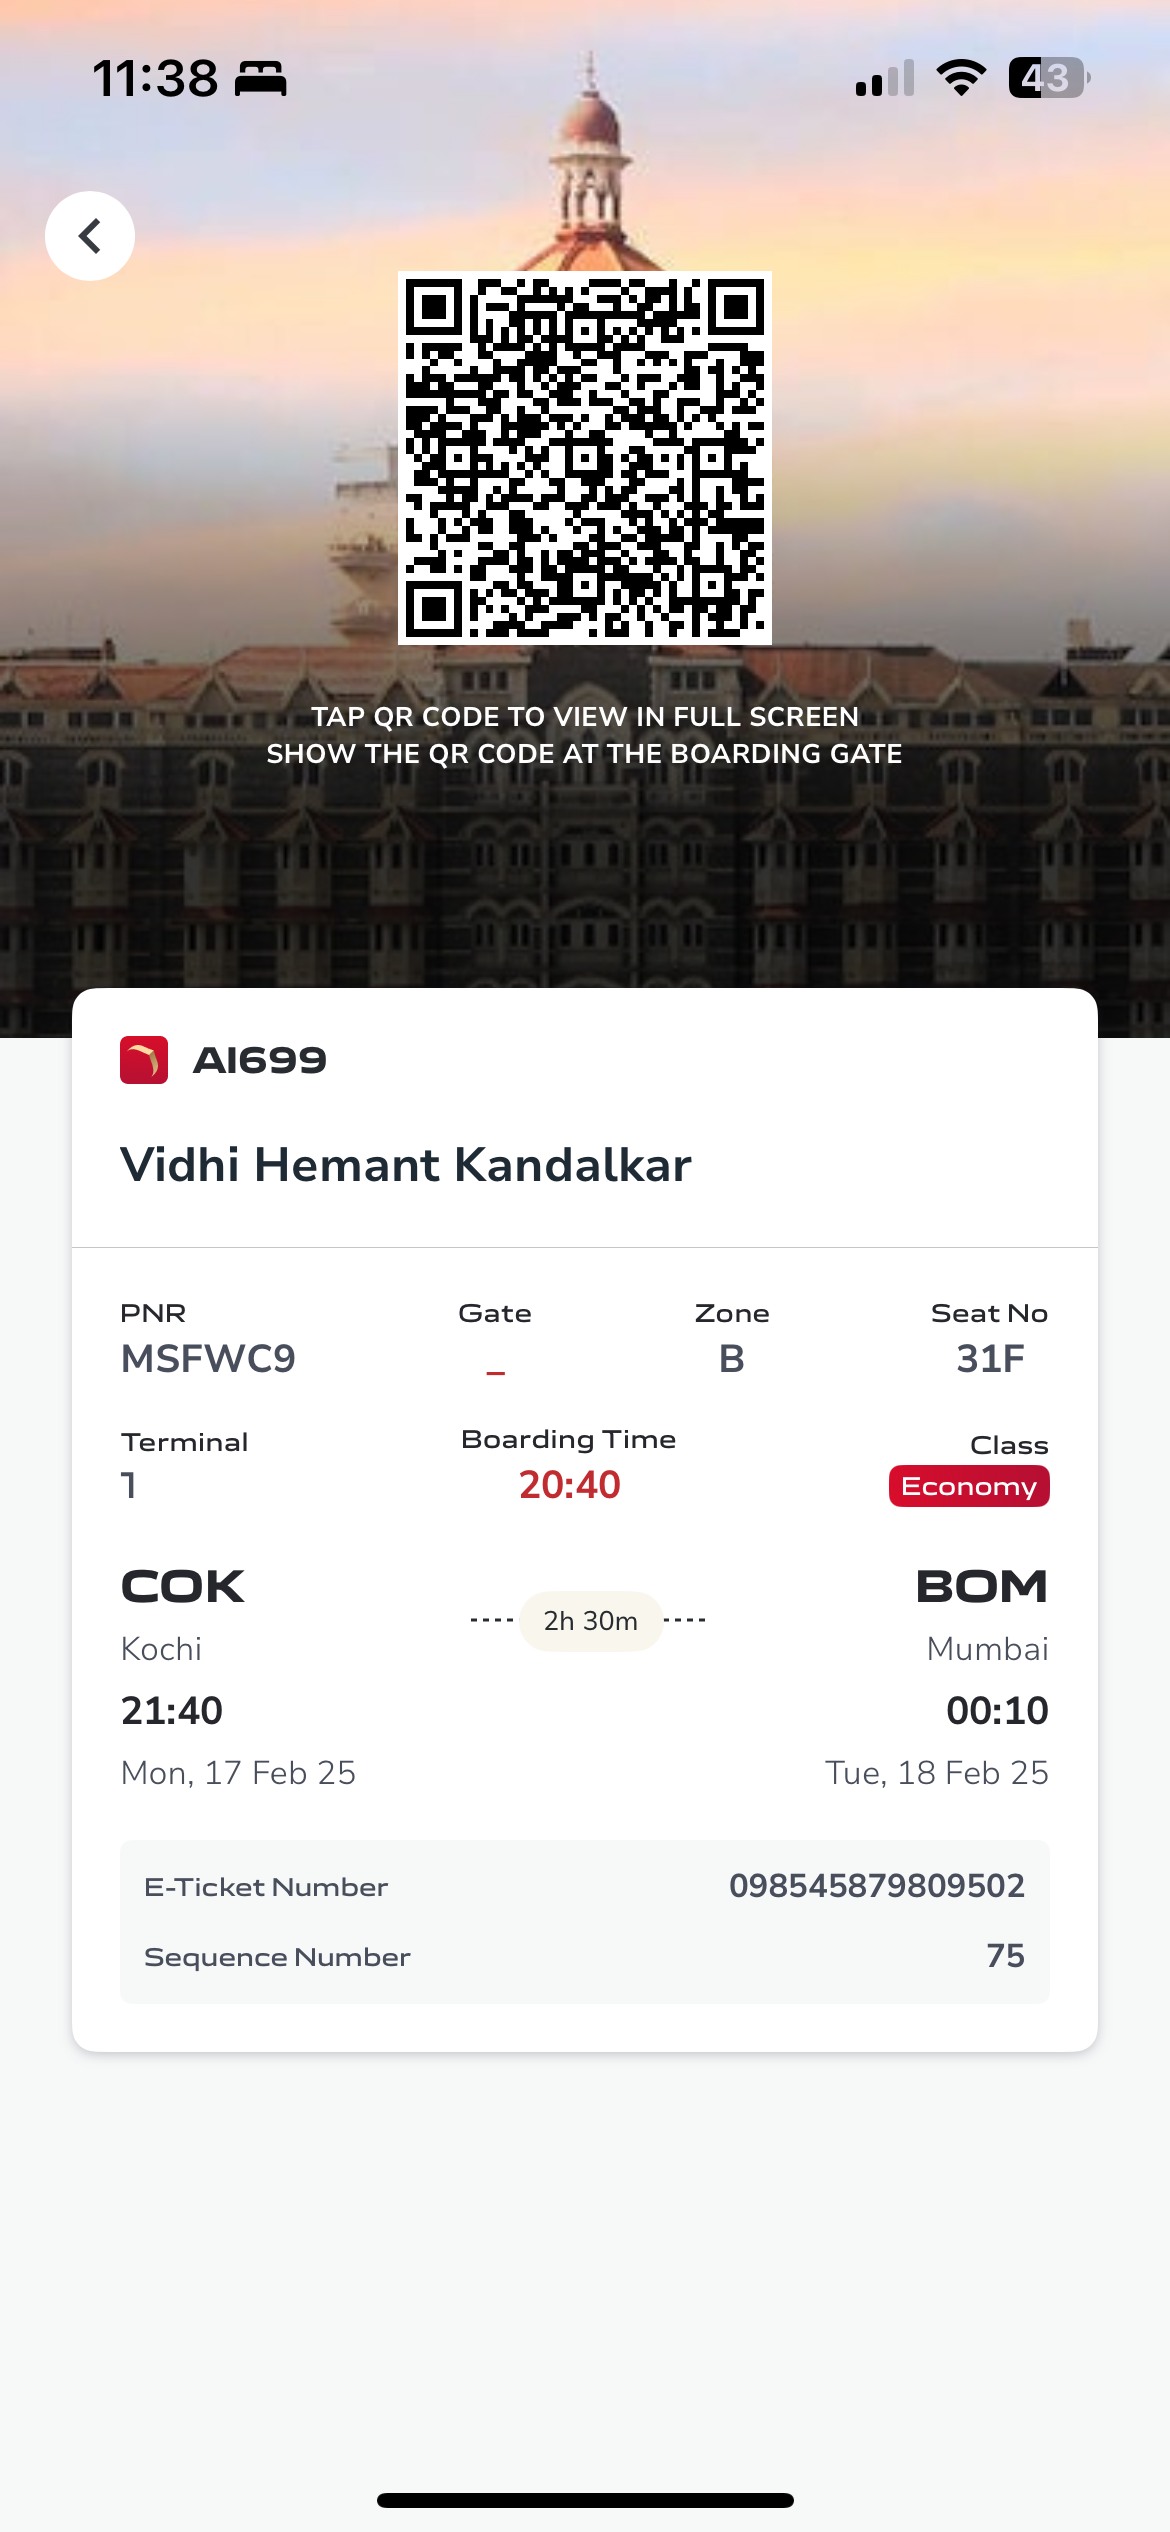 11:38
43
TAP QR CODE TO VIEW IN FULL SCREEN
SHOW THE QR CODE AT THE BOARDING GATE
AI699
Vidhi Hemant Kandalkar
PNR Gate Zone Seat No
MSFWC9 _ B 31F
Terminal Boarding Time Class
1 20:40 Economy
COK BOM
2h 30m
Kochi Mumbai
21:40 00:10
Mon, 17 Feb 25 Tue, 18 Feb 25
E-Ticket Number 098545879809502
Sequence Number 75